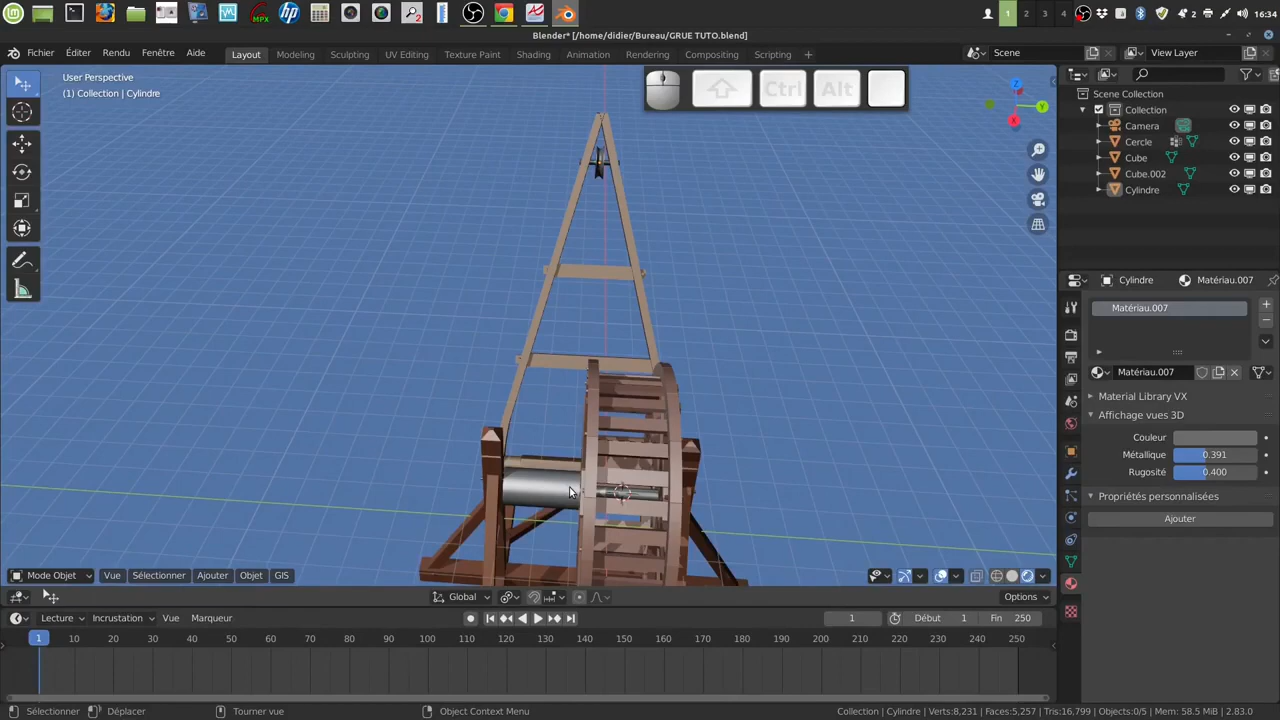 1 2 3 4 16:34
Blender* [/home/didier/Bureau/GRUE TUTO.blend]
Fichier Éditer Rendu Fenêtre Aide Layout Modeling Sculpting UV Editing Texture Paint Shading Animation Rendering Compositing Scripting + Scene View Layer
User Perspective
(1) Collection | Cylindre
Ctrl Alt
Z Y X
Scene Collection
Collection
Camera
Cercle
Cube
Cube.002
Cylindre
Cylindre Matériau.007
Matériau.007
Matériau.007
Material Library VX
Affichage vues 3D
Couleur
Métallique 0.391
Rugosité 0.400
Propriétés personnalisées
Ajouter
Mode Objet Vue Sélectionner Ajouter Objet GIS
Global Options
Lecture Incrustation Vue Marqueur 1 Début 1 Fin 250
1 10 20 30 40 50 60 70 80 90 100 110 120 130 140 150 160 170 180 190 200 210 220 230 240 250
Sélectionner Déplacer Tourner vue Object Context Menu Collection | Cylindre | Verts:8,231 | Faces:5,257 | Tris:16,799 | Objects:0/5 | Mem: 58.5 MiB | 2.83.0